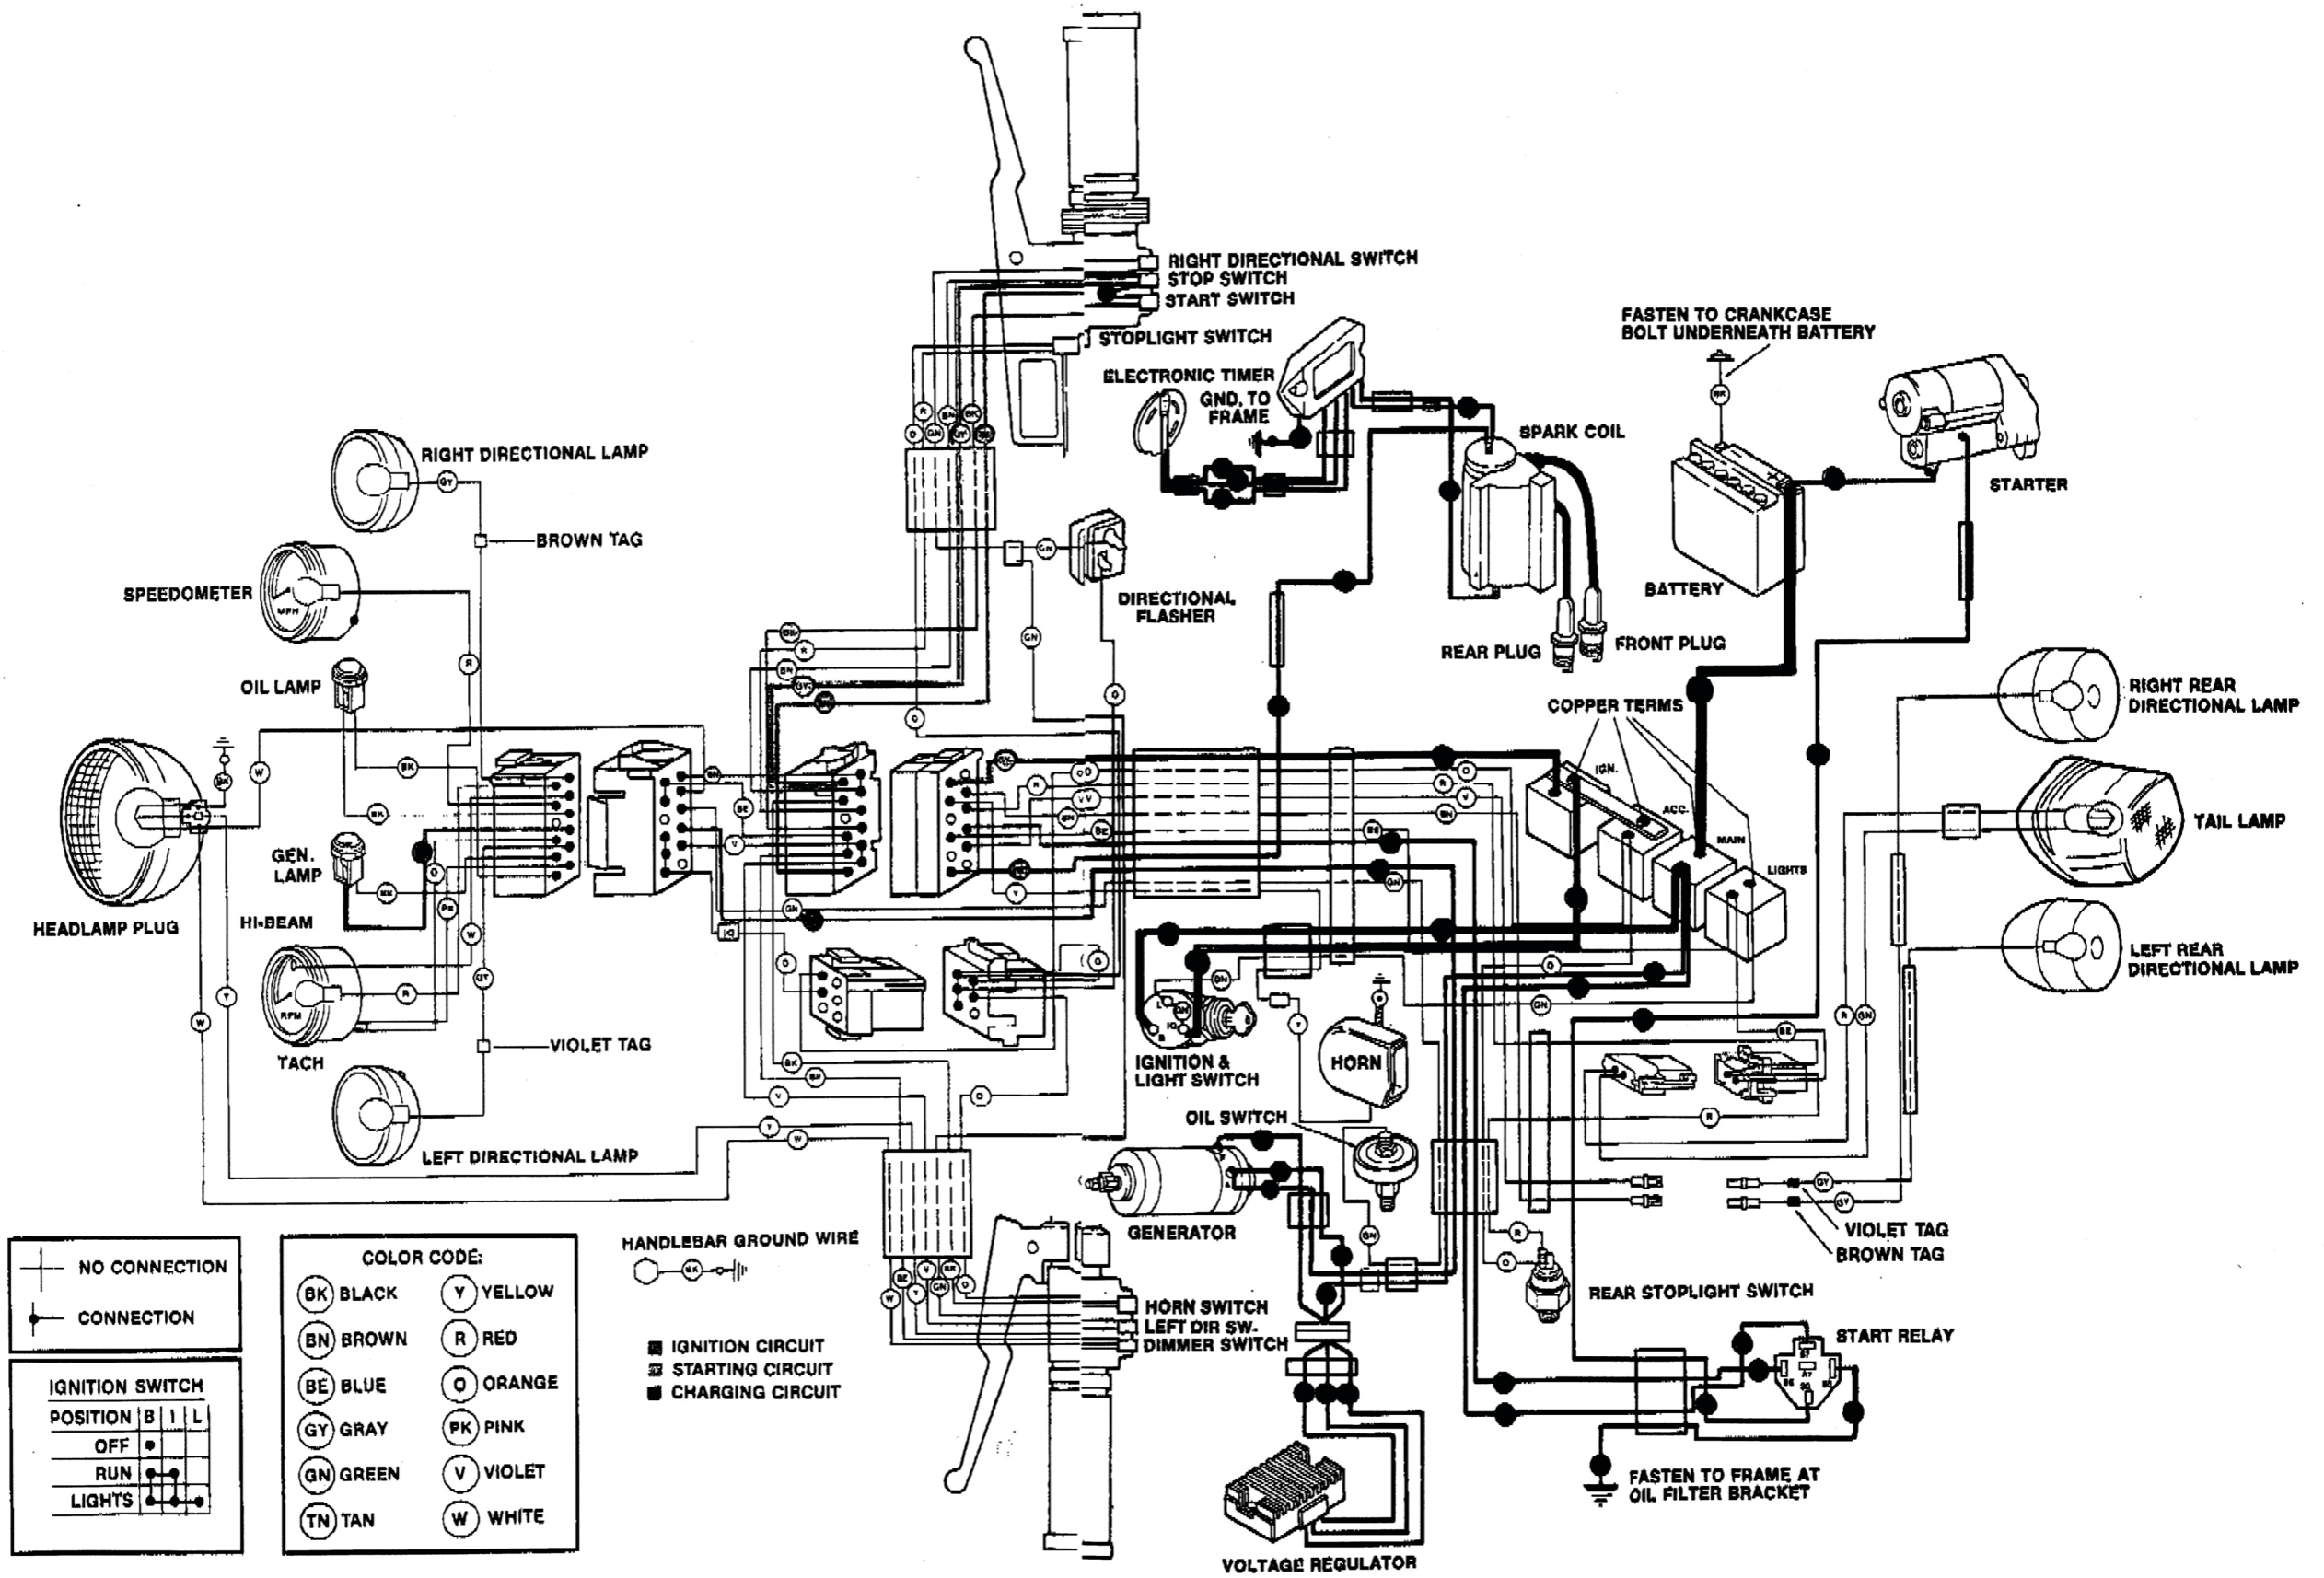 RIGHT DIRECTIONAL SWITCH
STOP SWITCH
START SWITCH
STOPLIGHT SWITCH
ELECTRONIC TIMER
GND. TO
FRAME
SPARK COIL
FASTEN TO CRANKCASE
BOLT UNDERNEATH BATTERY
STARTER
BATTERY
REAR PLUG
FRONT PLUG
RIGHT DIRECTIONAL LAMP
BROWN TAG
SPEEDOMETER
MPH
OIL LAMP
DIRECTIONAL
FLASHER
COPPER TERMS
IGN.
ACC.
MAIN
LIGHTS
RIGHT REAR
DIRECTIONAL LAMP
TAIL LAMP
LEFT REAR
DIRECTIONAL LAMP
GEN.
LAMP
HEADLAMP PLUG
HI-BEAM
RPM
TACH
VIOLET TAG
LEFT DIRECTIONAL LAMP
IGNITION &
LIGHT SWITCH
HORN
OIL SWITCH
GENERATOR
VIOLET TAG
BROWN TAG
REAR STOPLIGHT SWITCH
START RELAY
FASTEN TO FRAME AT
OIL FILTER BRACKET
VOLTAGE REGULATOR
HORN SWITCH
LEFT DIR SW.
DIMMER SWITCH
HANDLEBAR GROUND WIRE
BK
IGNITION CIRCUIT
STARTING CIRCUIT
CHARGING CIRCUIT
NO CONNECTION
CONNECTION
IGNITION SWITCH
POSITION B I L
OFF
RUN
LIGHTS
COLOR CODE:
BK BLACK
BN BROWN
BE BLUE
GY GRAY
GN GREEN
TN TAN
Y YELLOW
R RED
O ORANGE
PK PINK
V VIOLET
W WHITE